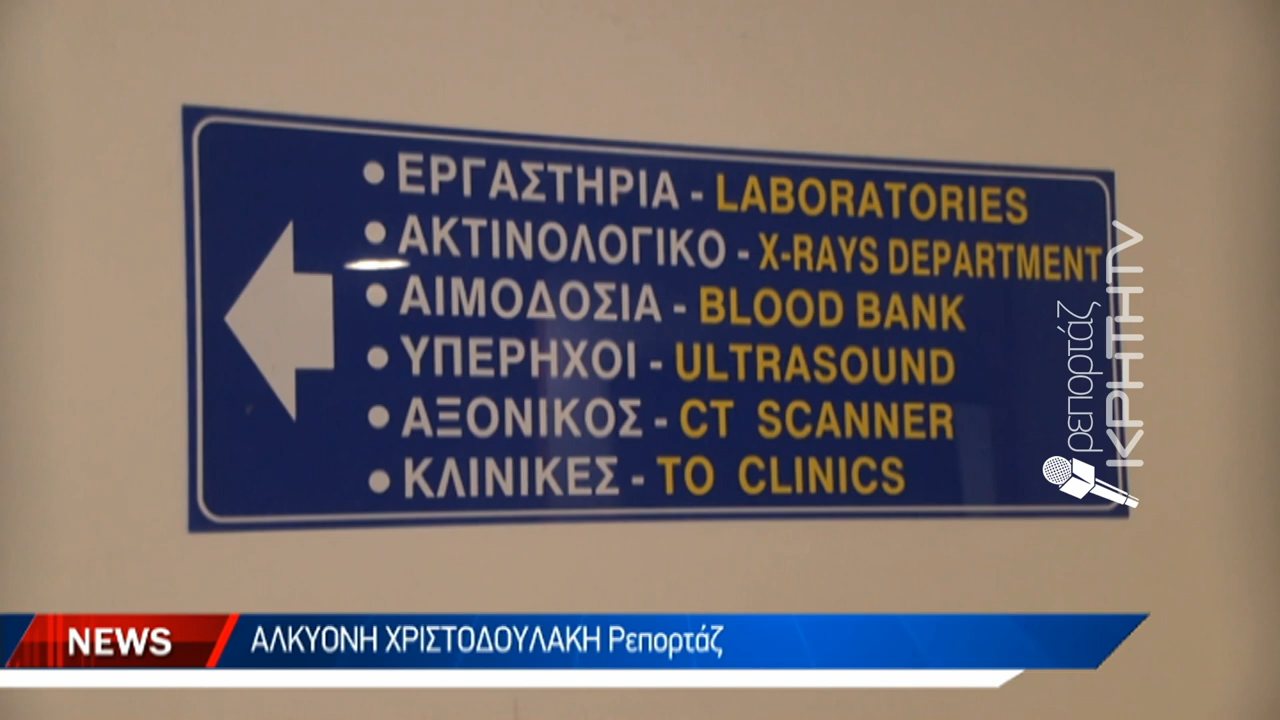 • ΕΡΓΑΣΤΗΡΙΑ - LABORATORIES
• ΑΚΤΙΝΟΛΟΓΙΚΟ - X-RAYS DEPARTMENT
• ΑΙΜΟΔΟΣΙΑ - BLOOD BANK
• ΥΠΕΡΗΧΟΙ - ULTRASOUND
• ΑΞΟΝΙΚΟΣ - CT SCANNER
• ΚΛΙΝΙΚΕΣ - TO CLINICS
ρεπορτάζ
ΚΡΗΤΗTV
NEWS
ΑΛΚΥΟΝΗ ΧΡΙΣΤΟΔΟΥΛΑΚΗ Ρεπορτάζ